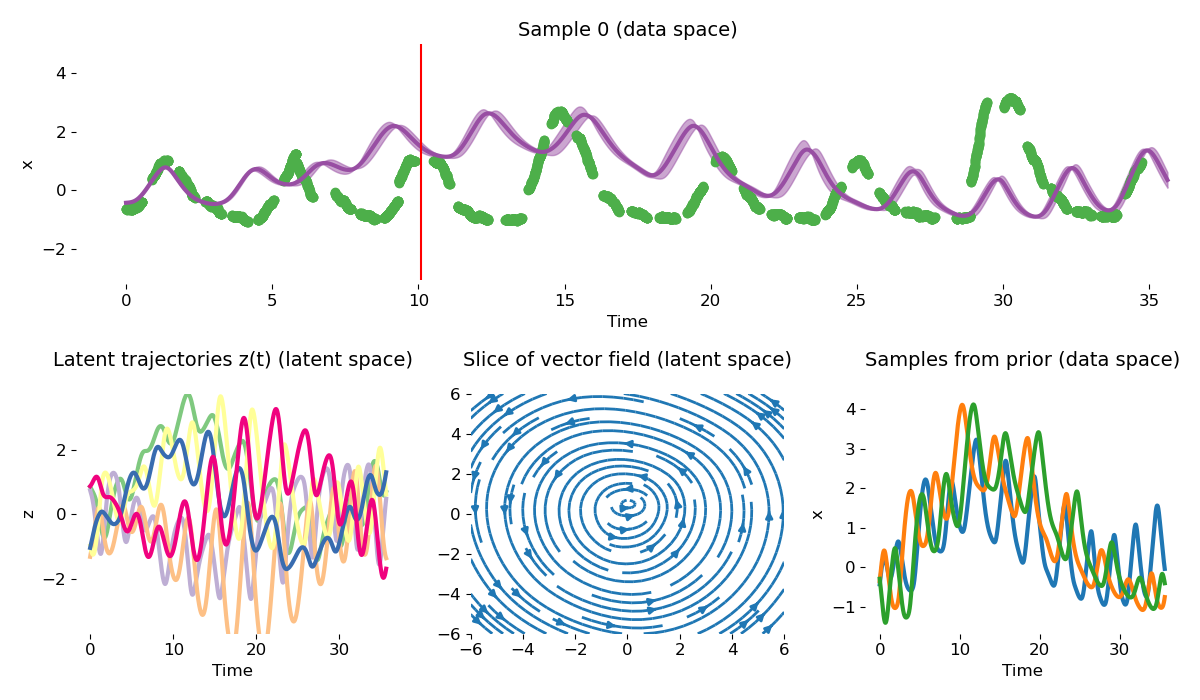 Sample 0 (data space)
x
4
2
0
−2
0 5 10 15 20 25 30 35
Time
Latent trajectories z(t) (latent space)
z
2
0
−2
0 10 20 30
Time
Slice of vector field (latent space)
6
4
2
0
−2
−4
−6
−6 −4 −2 0 2 4 6
Samples from prior (data space)
x
4
3
2
1
0
−1
0 10 20 30
Time